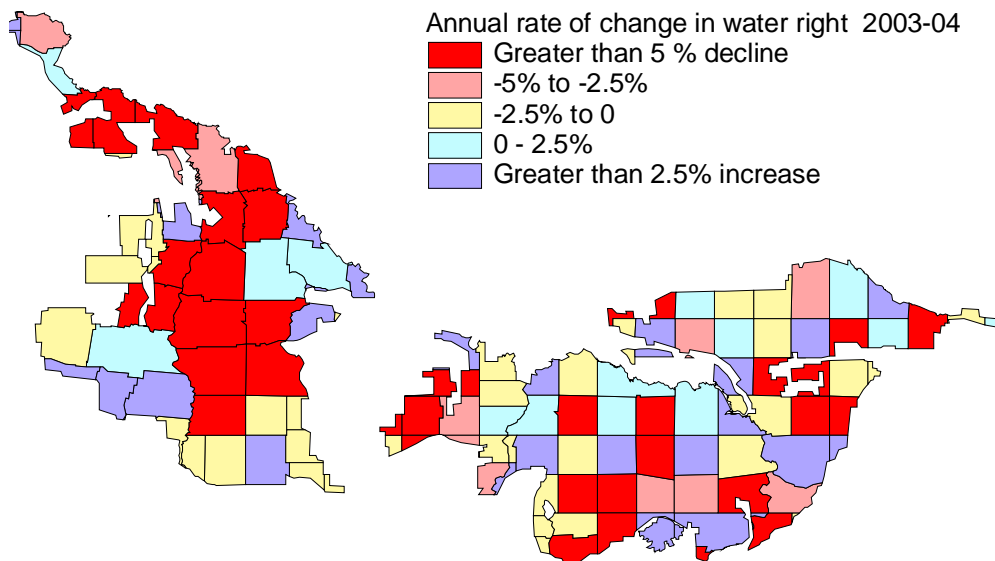 Annual rate of change in water right 2003-04
Greater than 5 % decline
-5% to -2.5%
-2.5% to 0
0 - 2.5%
Greater than 2.5% increase